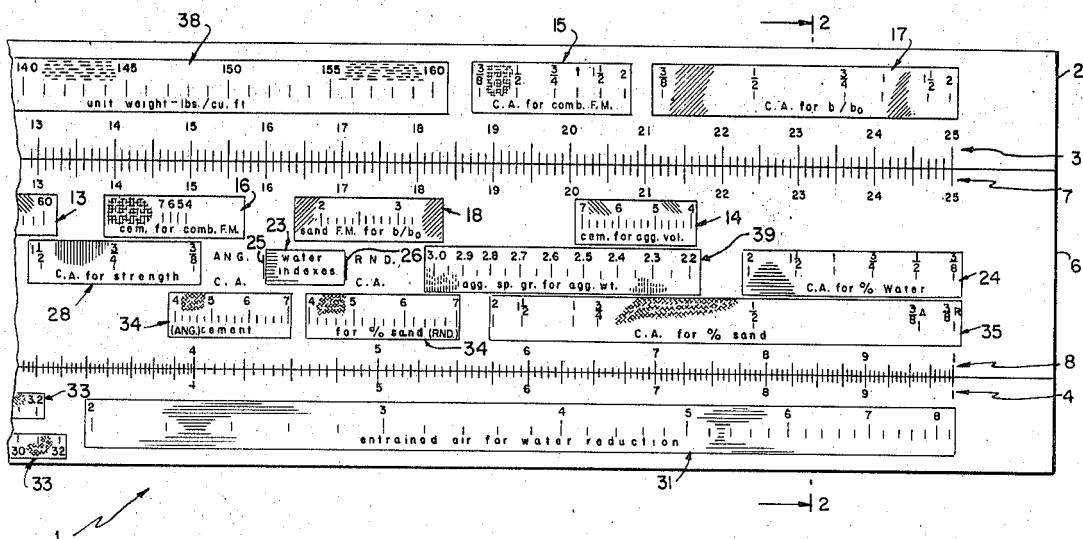 38 15 17 2
140 145 150 155 160
unit weight-lbs./cu. ft
3/8 1/2 3/4 1 1 1/2 2
C.A. for comb. F.M.
3/8 1/2 3/4 1 1 1/2 2
C.A. for b/b₀
2
13 14 15 16 17 18 19 20 21 22 23 24 25
3
7
13 14 15 16 17 18 19 20 21 22 23 24 25
60
13
7 6 5 4
cem. for comb. F.M.
16
2 3
sand F.M. for b/b₀
18
7 6 5 4
cem. for agg. vol.
14
1 1/2 3/4 3/8
C.A. for strength
28
ANG.
C. A.
25 23
water
indexes
26
RND.
C.A.
3.0 2.9 2.8 2.7 2.6 2.5 2.4 2.3 2.2
agg. sp. gr. for agg. wt.
39
2 1 1/2 1 3/4 1/2 3/8
C.A. for % Water
24
6
4 5 6 7
(ANG.) cement
34
4 5 6 7
for % sand (RND.)
34
2 1 1/2 1 3/4 1/2 3/8 A 3/8 R
C.A. for % sand
35
4 5 6 7 8 9 1
8
4 5 6 7 8 9 1
4
3.2
33
30 32
33
2 3 4 5 6 7 8
entrained air for water reduction
31
1
2